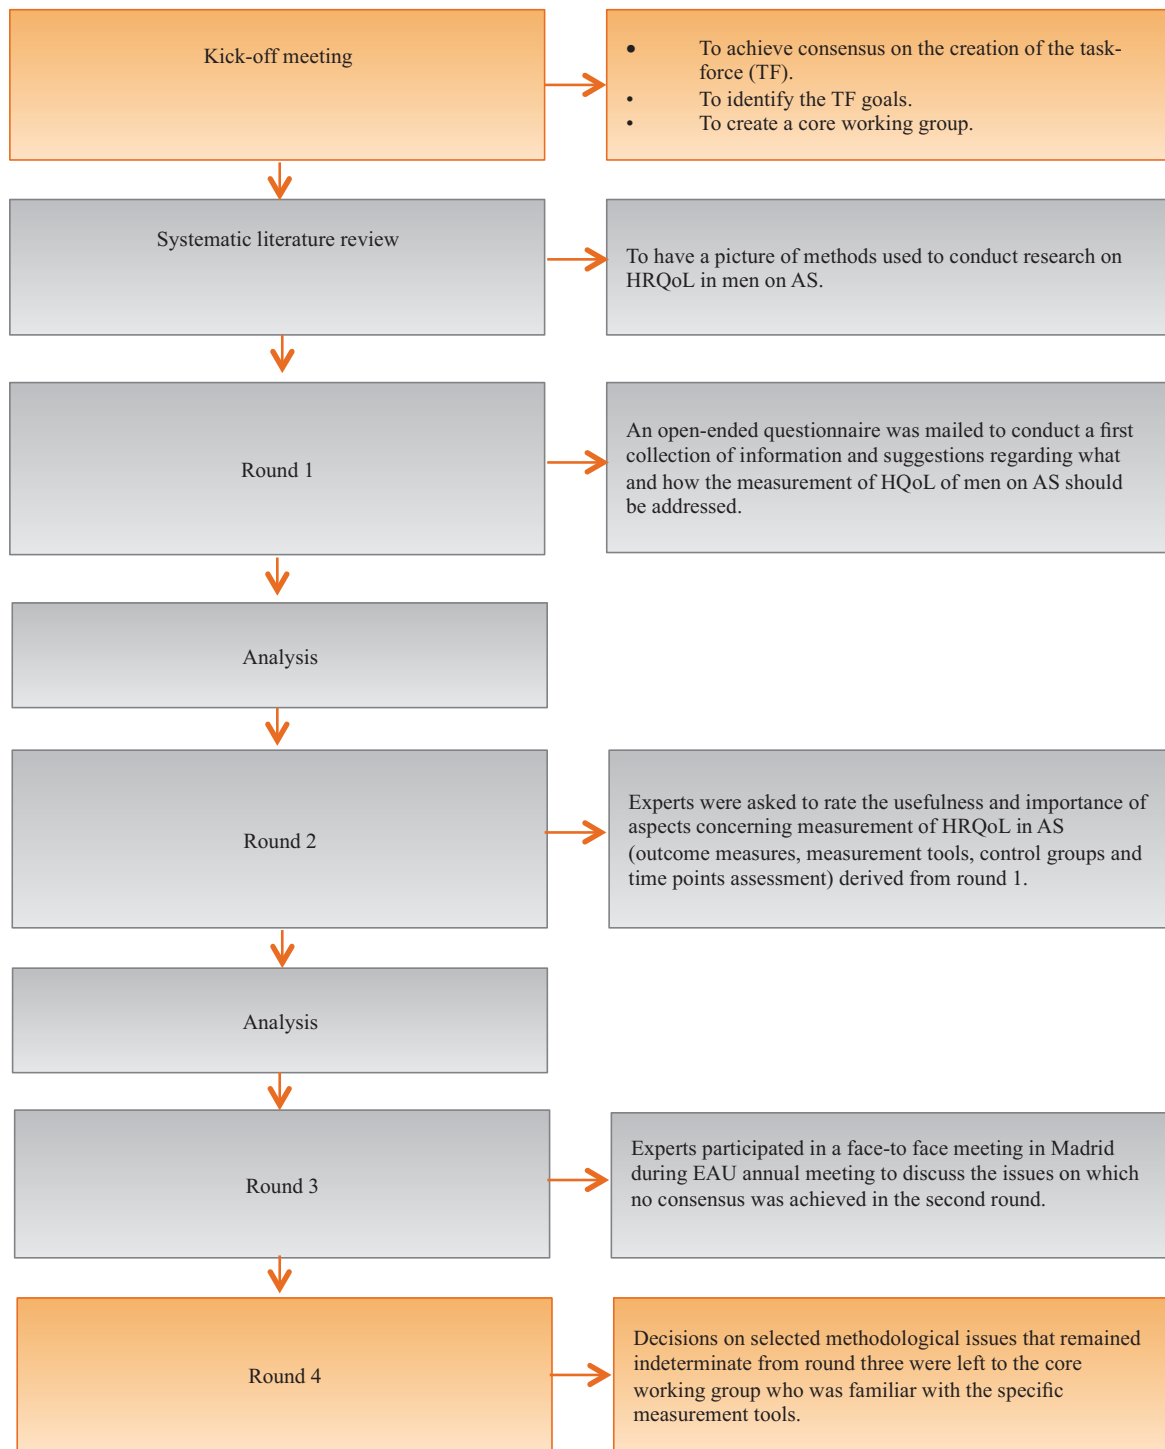 Kick-off meeting
• To achieve consensus on the creation of the task-
force (TF).
• To identify the TF goals.
• To create a core working group.
Systematic literature review
To have a picture of methods used to conduct research on
HRQoL in men on AS.
Round 1
An open-ended questionnaire was mailed to conduct a first
collection of information and suggestions regarding what
and how the measurement of HQoL of men on AS should
be addressed.
Analysis
Round 2
Experts were asked to rate the usefulness and importance of
aspects concerning measurement of HRQoL in AS
(outcome measures, measurement tools, control groups and
time points assessment) derived from round 1.
Analysis
Round 3
Experts participated in a face-to face meeting in Madrid
during EAU annual meeting to discuss the issues on which
no consensus was achieved in the second round.
Round 4
Decisions on selected methodological issues that remained
indeterminate from round three were left to the core
working group who was familiar with the specific
measurement tools.